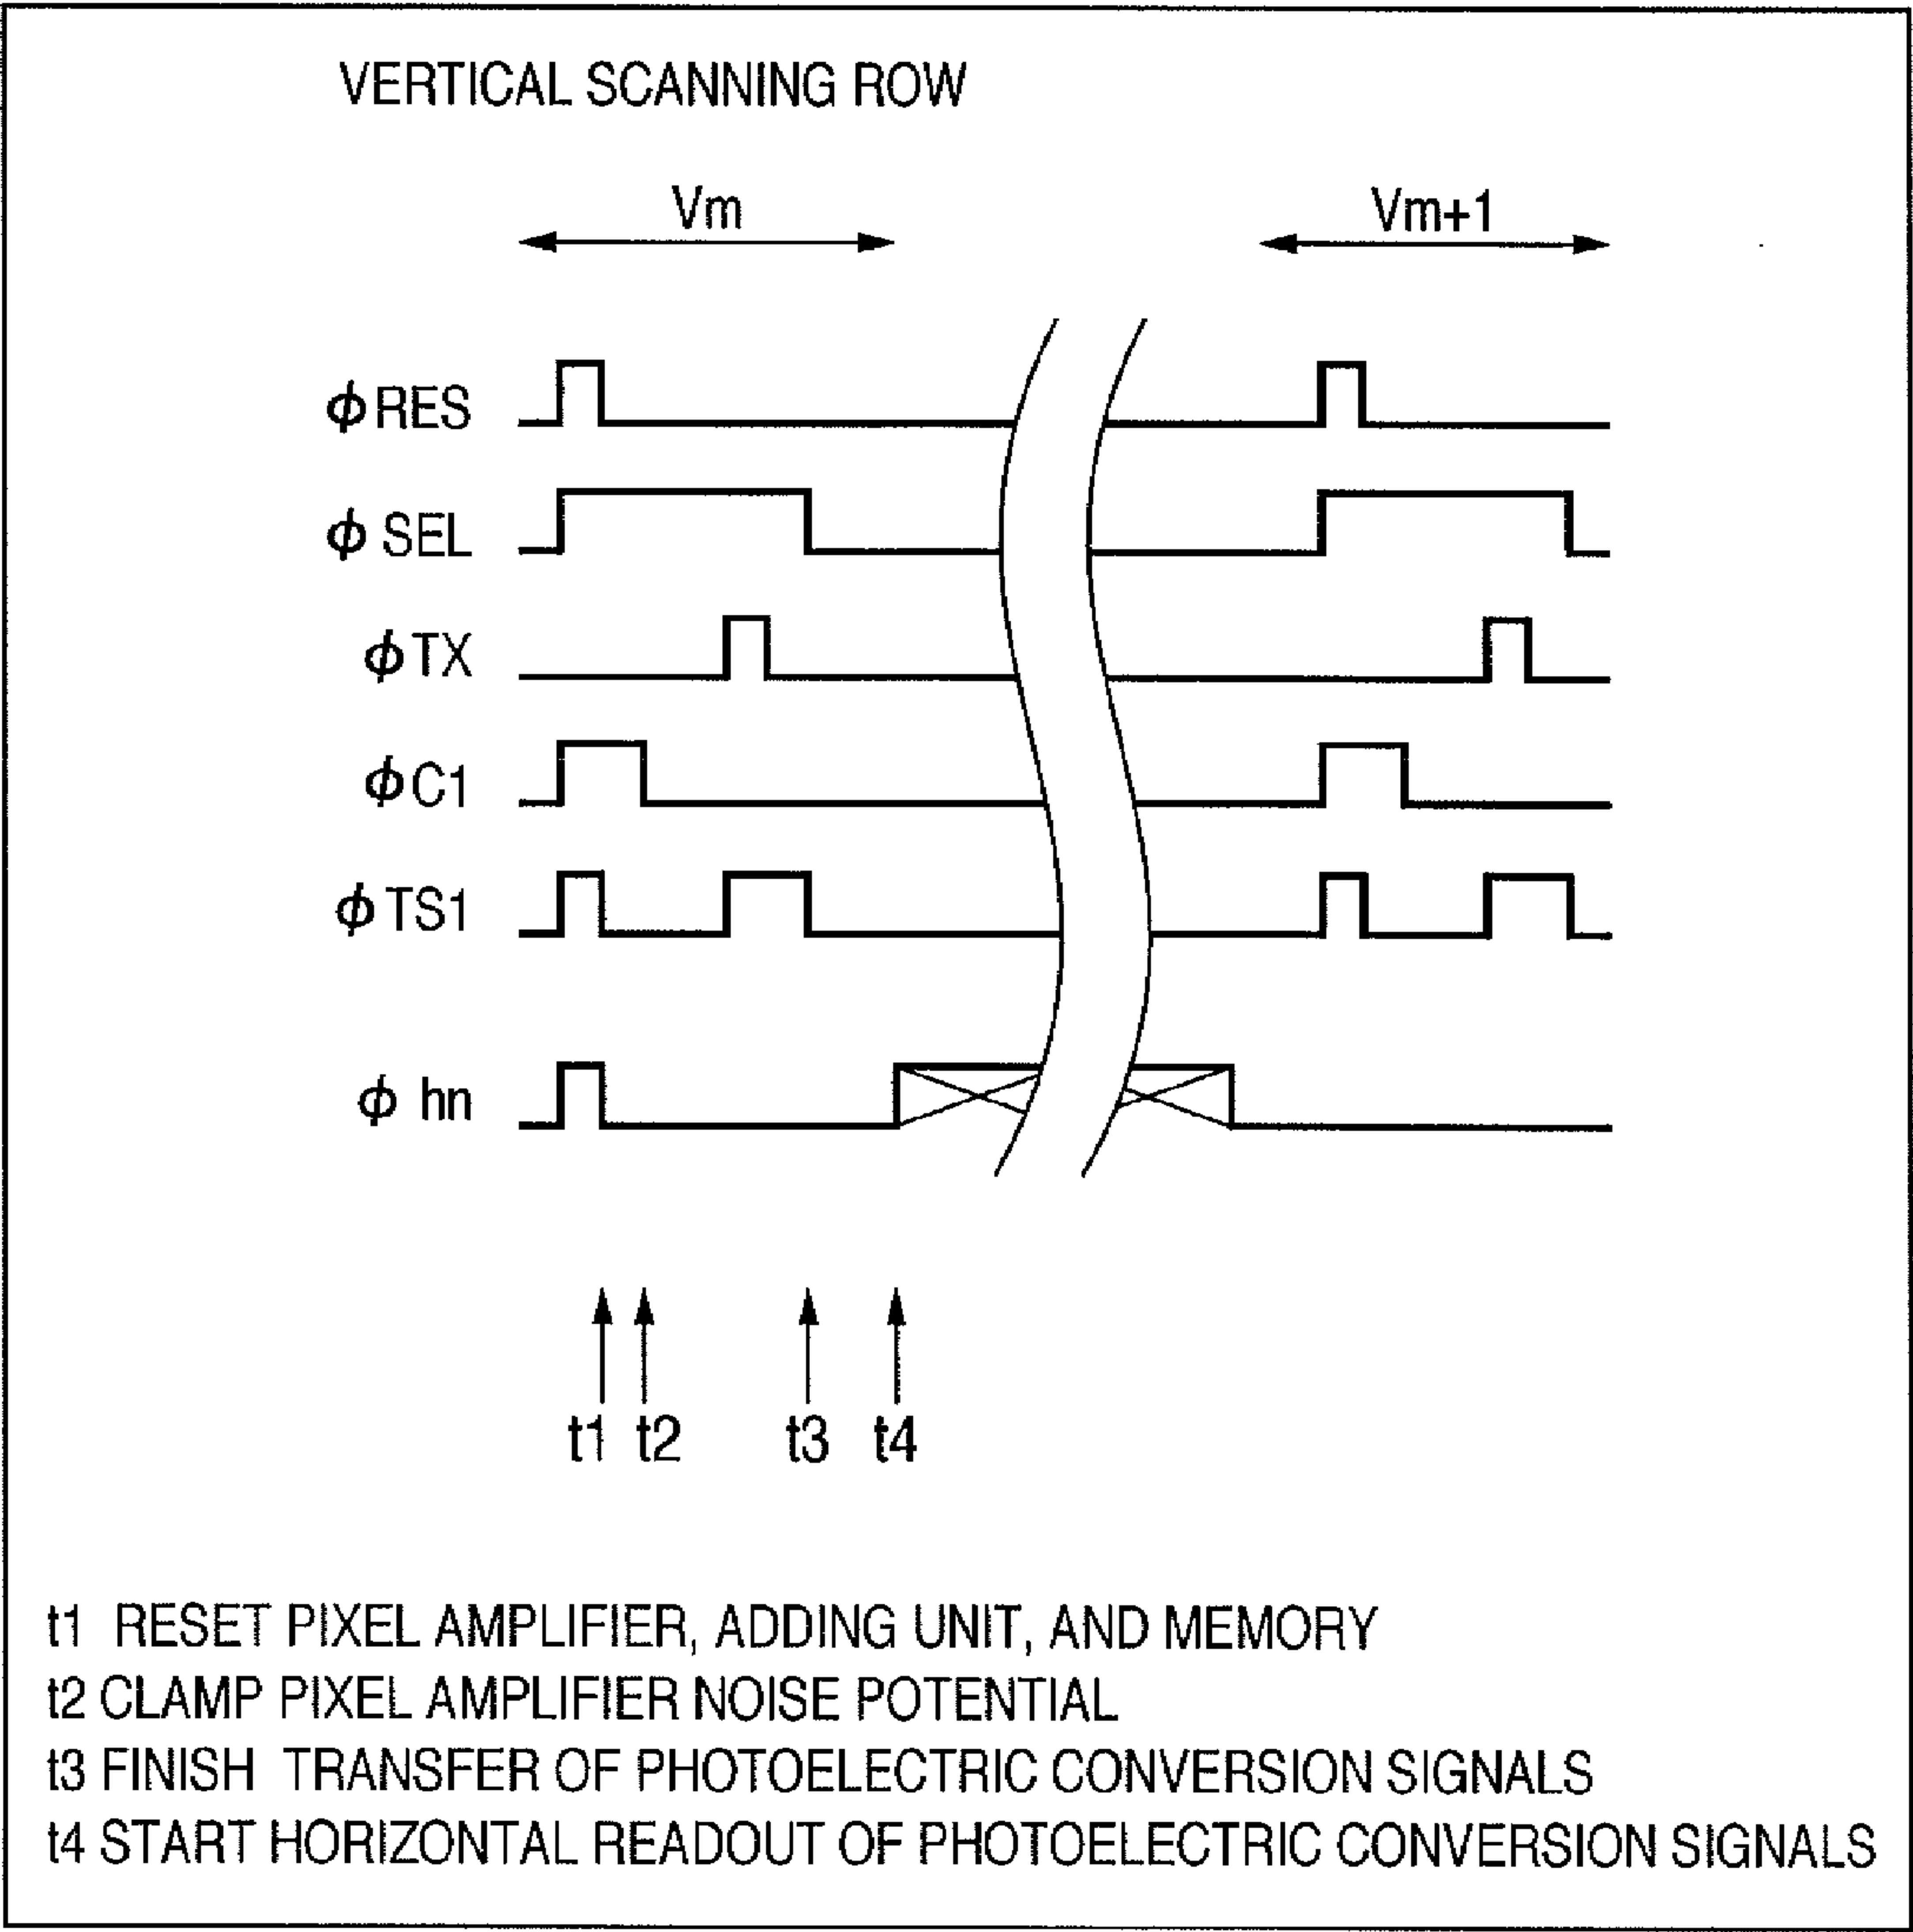 VERTICAL SCANNING ROW
Vm Vm+1
ϕRES
ϕ SEL
ϕTX
ϕC1
ϕTS1
ϕ hn
t1 t2 t3 t4
t1 RESET PIXEL AMPLIFIER, ADDING UNIT, AND MEMORY
t2 CLAMP PIXEL AMPLIFIER NOISE POTENTIAL
t3 FINISH TRANSFER OF PHOTOELECTRIC CONVERSION SIGNALS
t4 START HORIZONTAL READOUT OF PHOTOELECTRIC CONVERSION SIGNALS